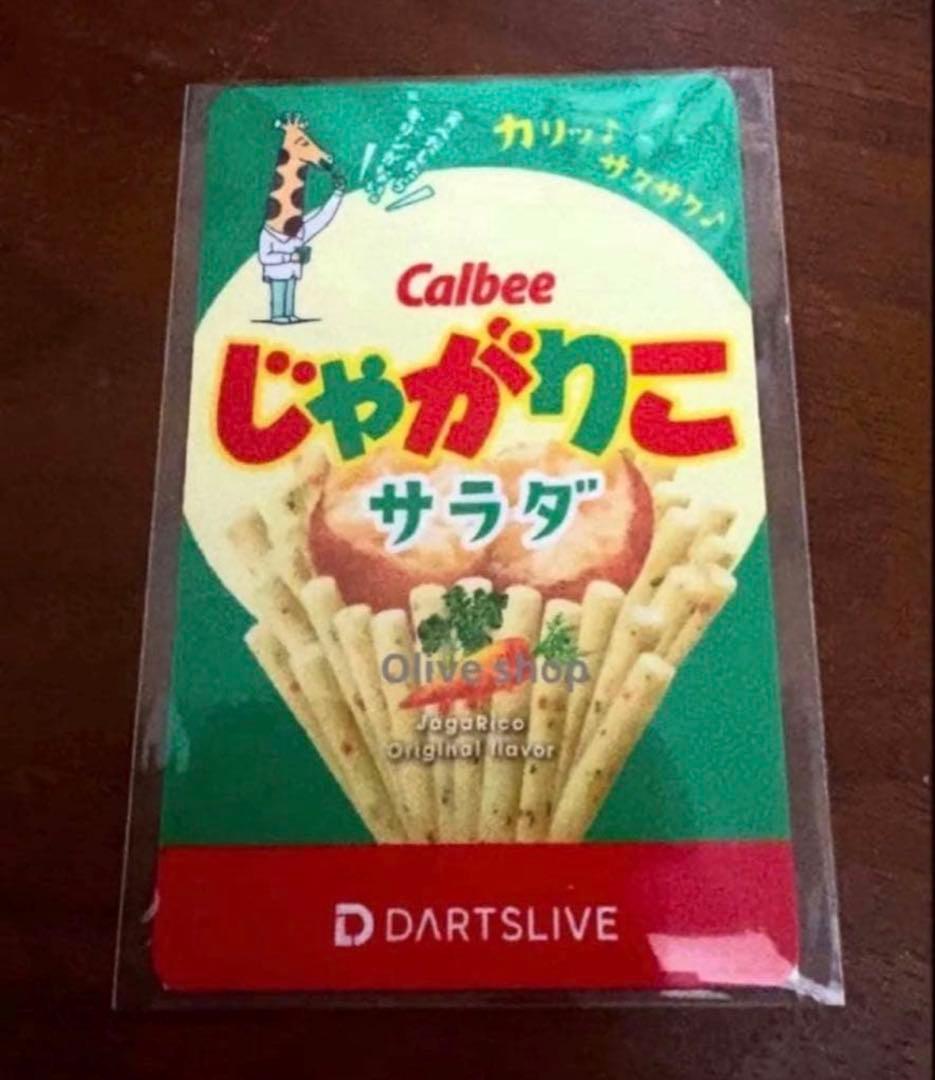 カリッ♪
サクサク♪
Calbee
じゃがりこ
サラダ
Olive shop
JagaRico
Original flavor
DARTSLIVE